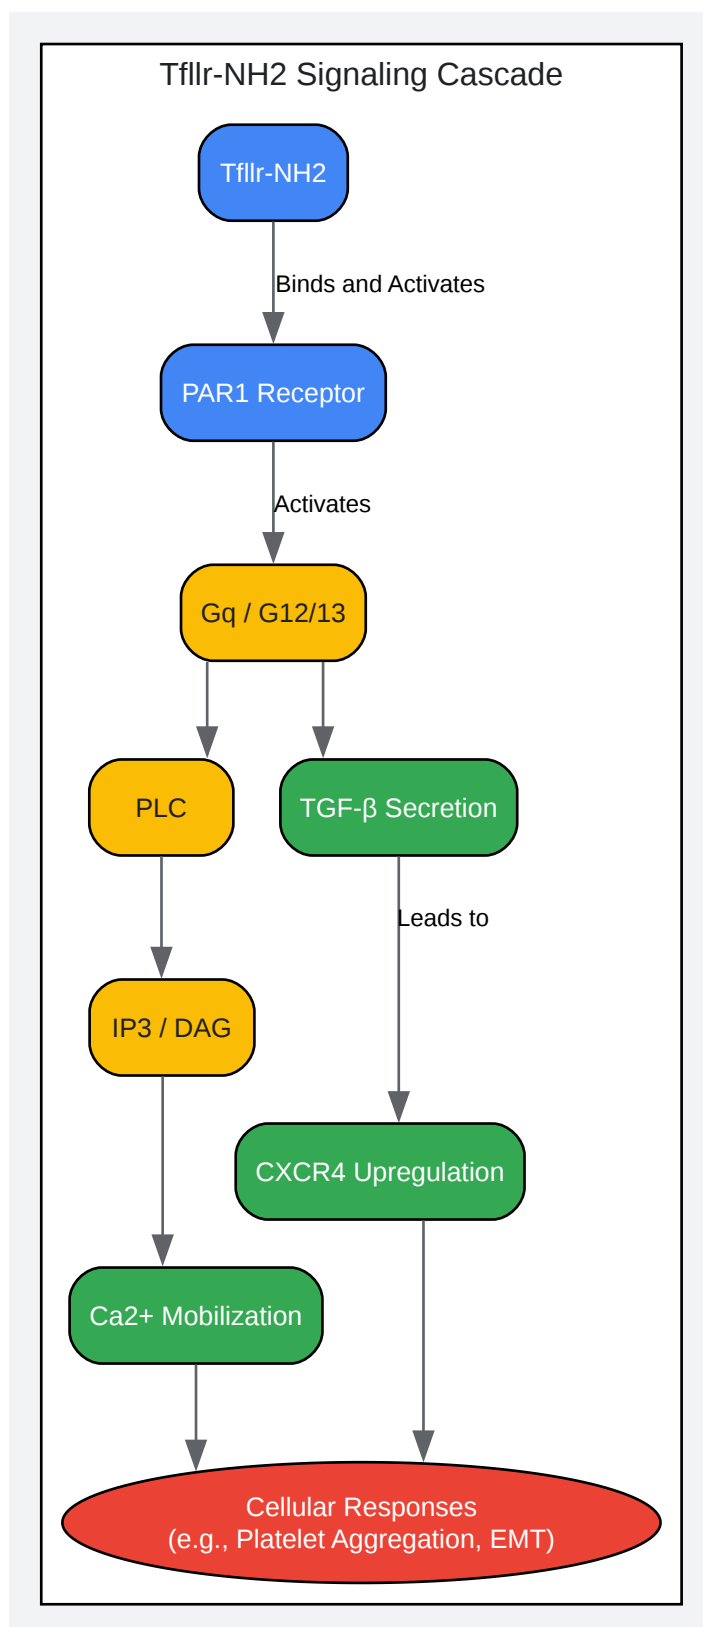 Tfllr-NH2 Signaling Cascade
Tfllr-NH2
Binds and Activates
PAR1 Receptor
Activates
Gq / G12/13
PLC
TGF-β Secretion
Leads to
IP3 / DAG
CXCR4 Upregulation
Ca2+ Mobilization
Cellular Responses
(e.g., Platelet Aggregation, EMT)